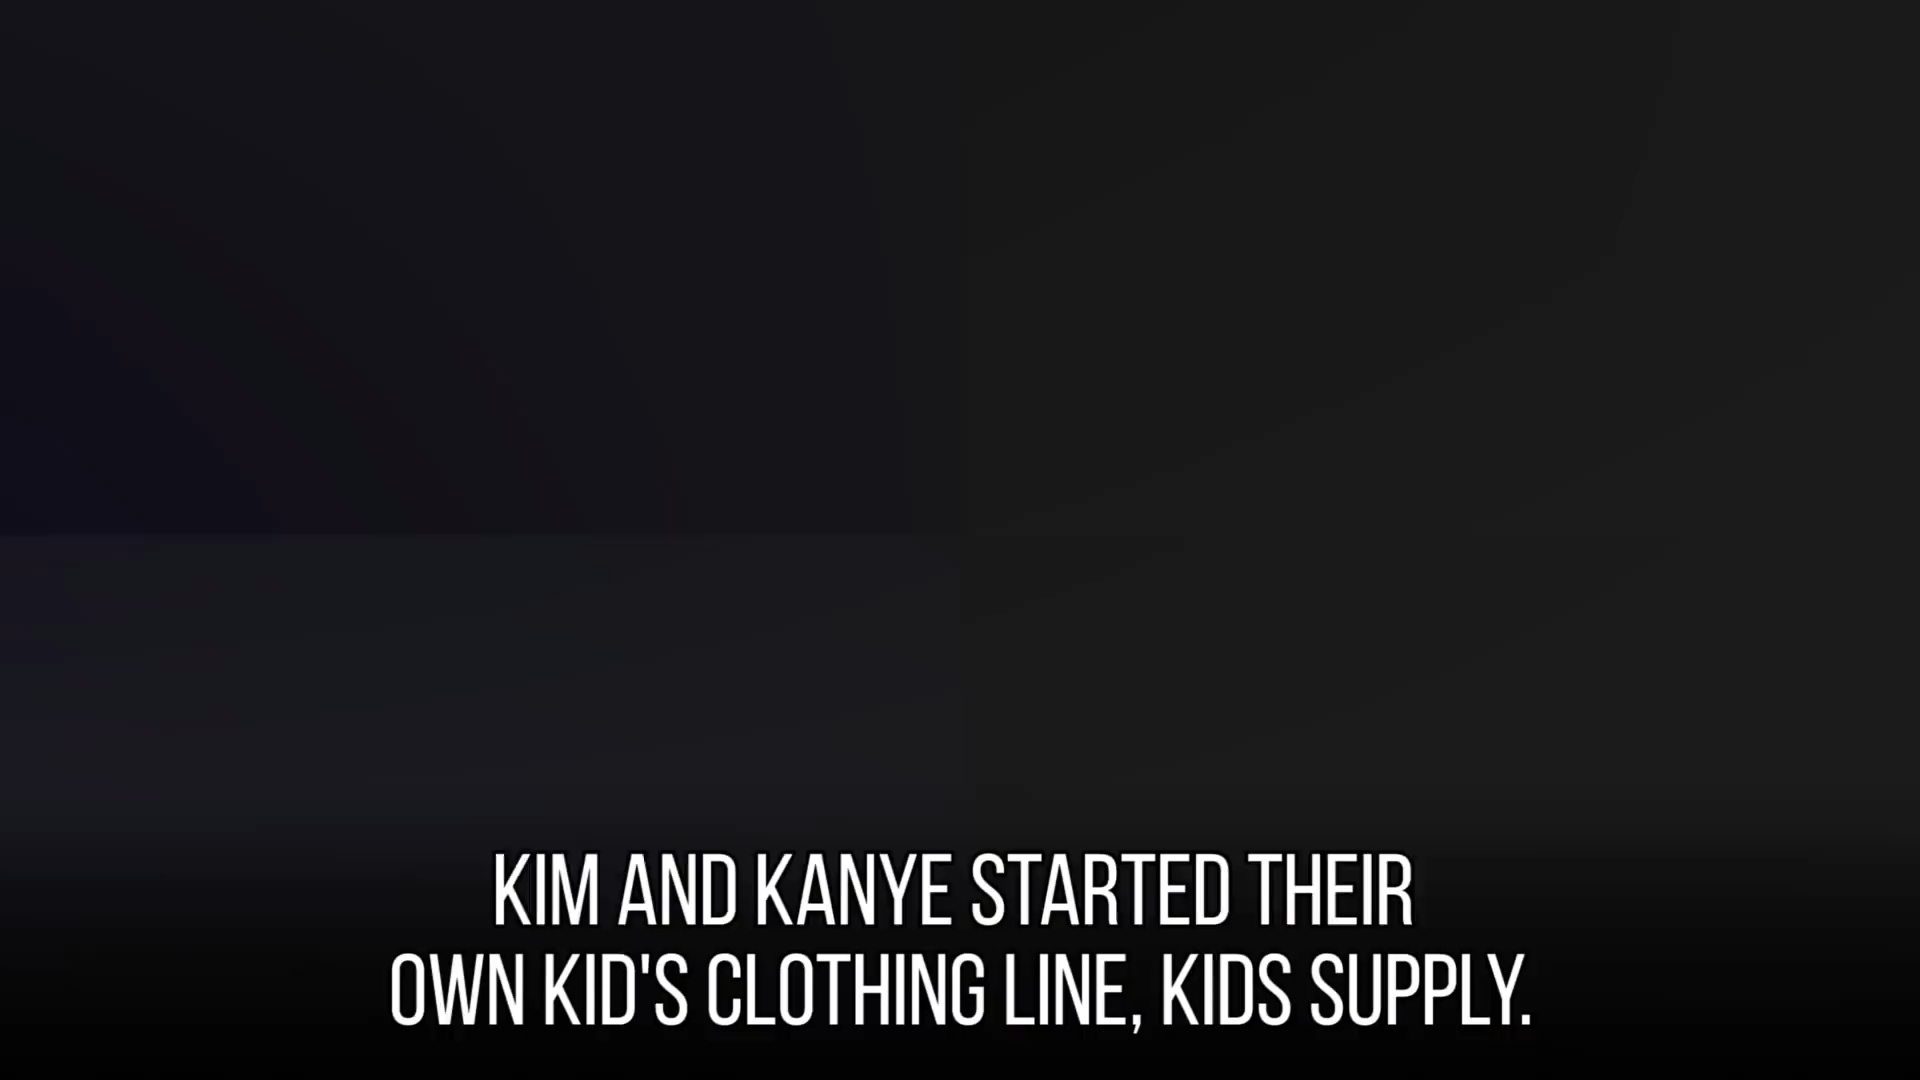 KIM AND KANYE STARTED THEIR
OWN KID'S CLOTHING LINE, KIDS SUPPLY.